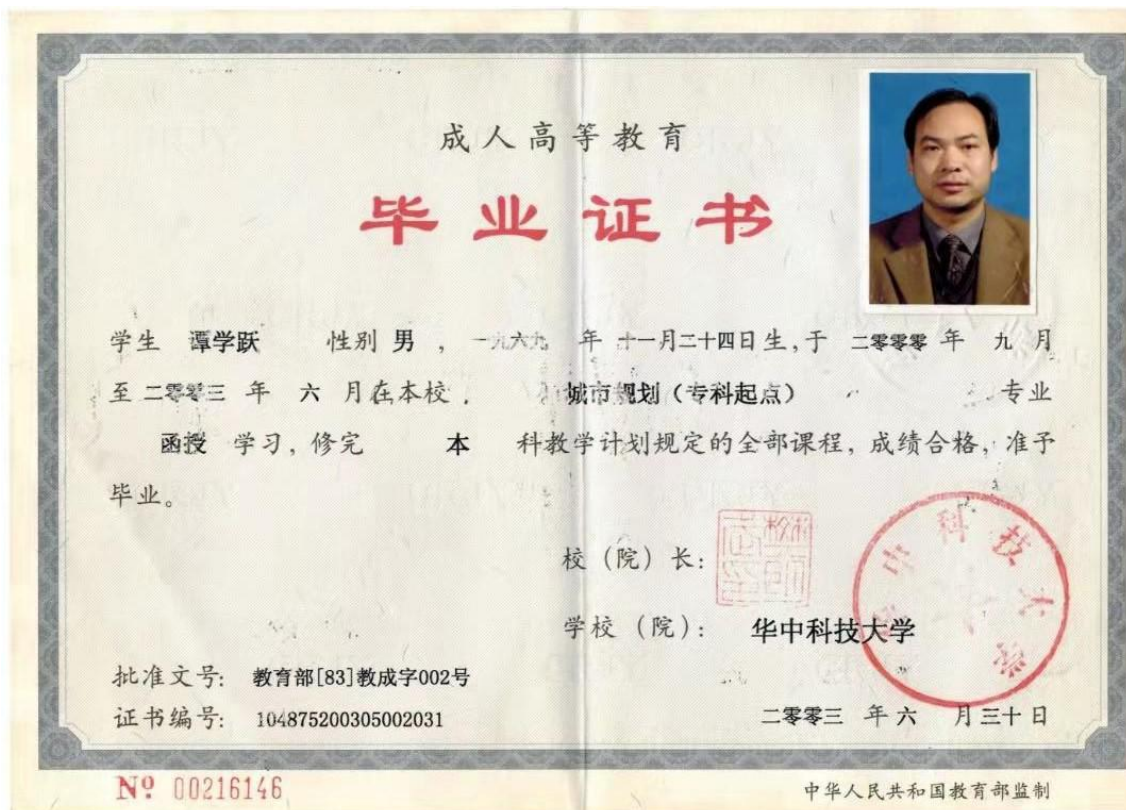 成人高等教育
毕业证书
学生 谭学跃 性别 男 , 一九六九 年 十一月二十四日生,于 二零零零 年 九 月
至 二零零三 年 六 月在本校 城市规划（专科起点） 专业
函授 学习, 修完 本 科教学计划规定的全部课程, 成绩合格, 准予
毕业。
校（院）长:
学校（院）: 华中科技大学
华中科技大学
批准文号: 教育部[83]教成字002号
证书编号: 104875200305002031
二零零三 年 六 月三十日
№ 00216146
中华人民共和国教育部监制